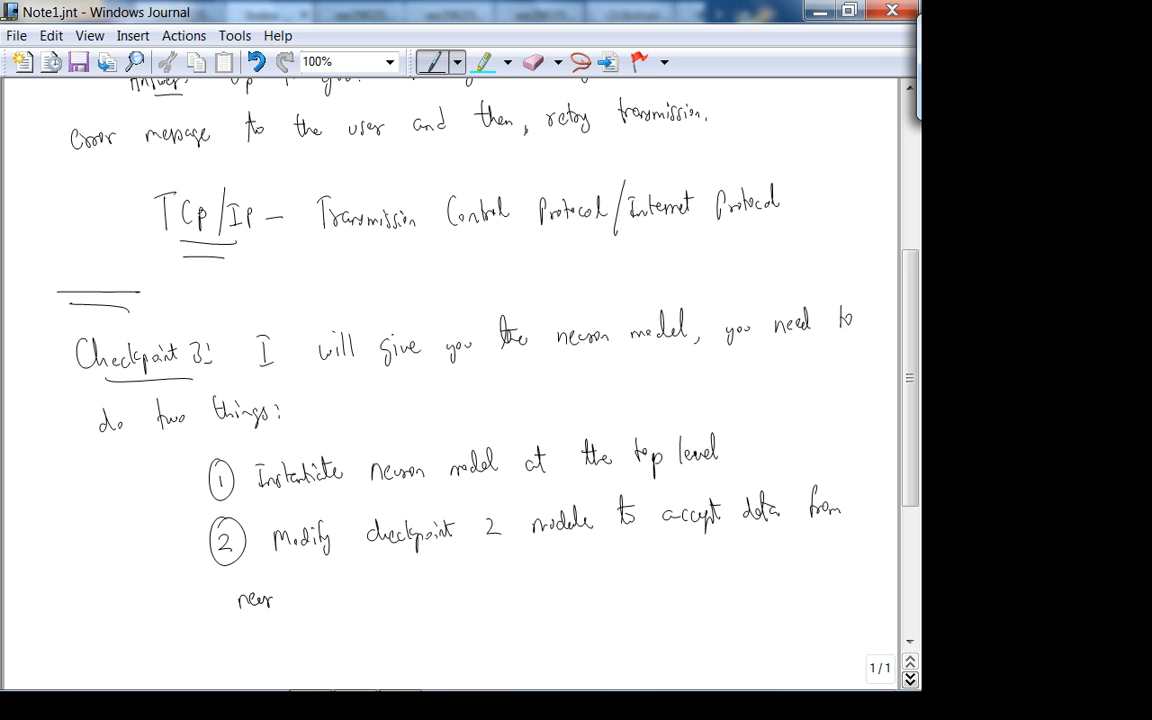 Note1.jnt - Windows Journal
File Edit View Insert Actions Tools Help
100%
Answer: Up
error message to the user and then, retry transmission.
TCP/IP - Transmission Control Protocol/Internet Protocol
Checkpoint 3: I will give you the neuron model, you need to
do two things:
1 Instantiate neuron model at the top level
2 Modify checkpoint 2 module to accept data from
neur
1/1